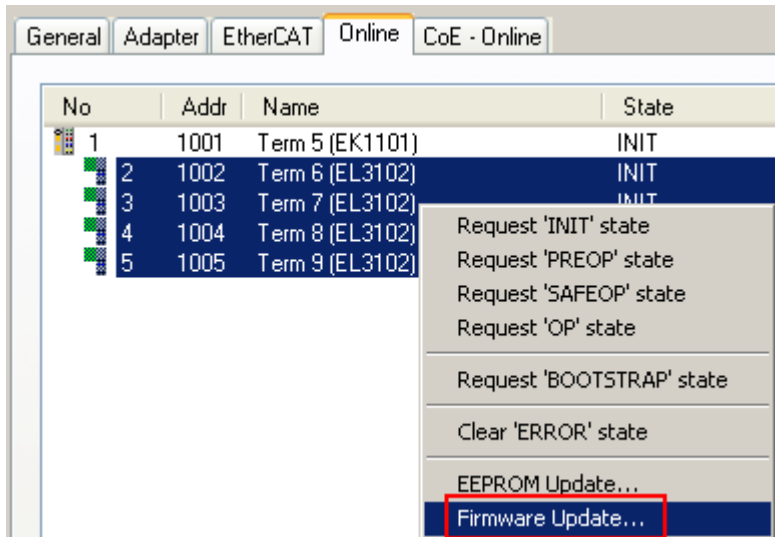 General Adapter EtherCAT Online CoE - Online
No Addr Name State
1 1001 Term 5 (EK1101) INIT
2 1002 Term 6 (EL3102) INIT
3 1003 Term 7 (EL3102) INIT
4 1004 Term 8 (EL3102)
5 1005 Term 9 (EL3102)
Request 'INIT' state
Request 'PREOP' state
Request 'SAFEOP' state
Request 'OP' state
Request 'BOOTSTRAP' state
Clear 'ERROR' state
EEPROM Update...
Firmware Update...